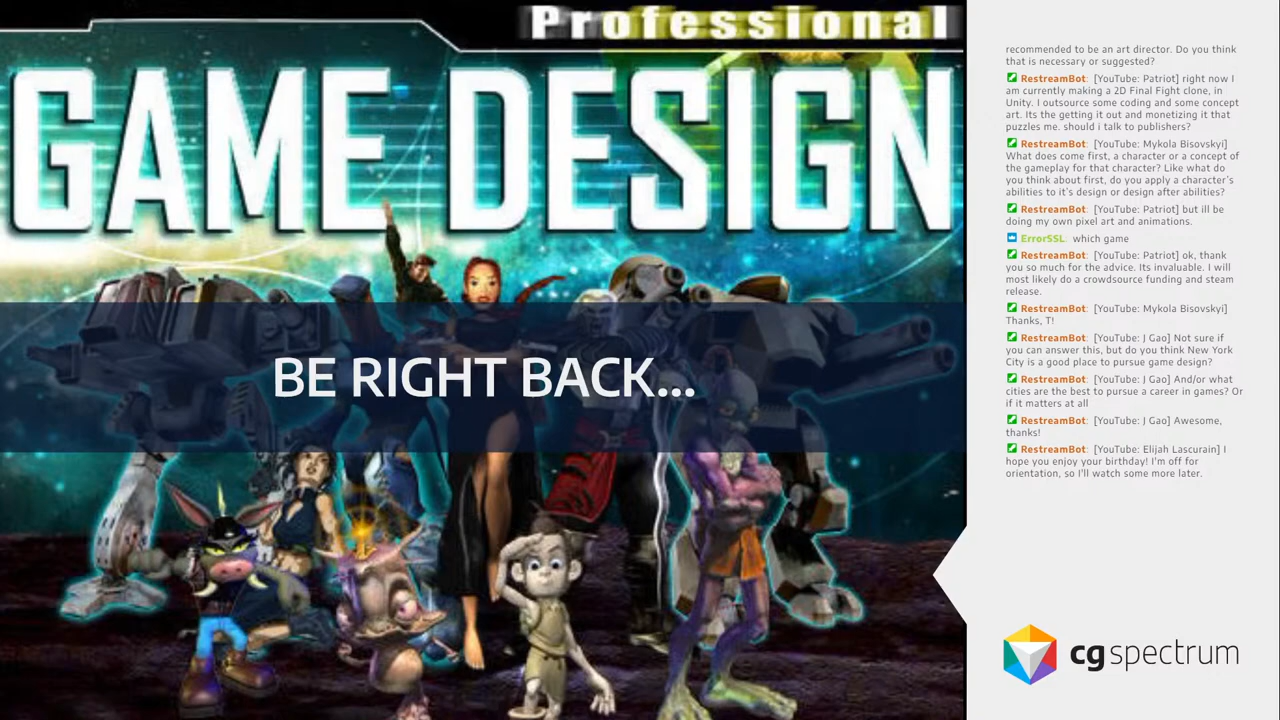 Professional
GAME DESIGN
BE RIGHT BACK...
recommended to be an art director. Do you think
that is necessary or suggested?
RestreamBot: [YouTube: Patriot] right now I
am currently making a 2D Final Fight clone, in
Unity. I outsource some coding and some concept
art. Its the getting it out and monetizing it that
puzzles me. should i talk to publishers?
RestreamBot: [YouTube: Mykola Bisovskyi]
What does come first, a character or a concept of
the gameplay for that character? Like what do
you think about first, do you apply a character's
abilities to it's design or design after abilities?
RestreamBot: [YouTube: Patriot] but ill be
doing my own pixel art and animations.
ErrorSSL: which game
RestreamBot: [YouTube: Patriot] ok, thank
you so much for the advice. Its invaluable. I will
most likely do a crowdsource funding and steam
release.
RestreamBot: [YouTube: Mykola Bisovskyi]
Thanks, T!
RestreamBot: [YouTube: J Gao] Not sure if
you can answer this, but do you think New York
City is a good place to pursue game design?
RestreamBot: [YouTube: J Gao] And/or what
cities are the best to pursue a career in games? Or
if it matters at all
RestreamBot: [YouTube: J Gao] Awesome,
thanks!
RestreamBot: [YouTube: Elijah Lascurain] I
hope you enjoy your birthday! I'm off for
orientation, so I'll watch some more later.
cgspectrum